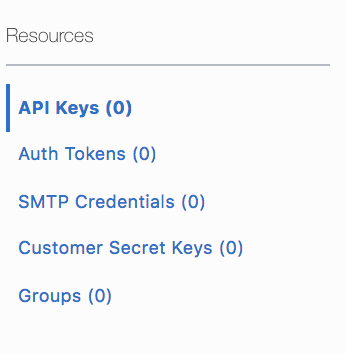 Resources
API Keys (0)
Auth Tokens (0)
SMTP Credentials (0)
Customer Secret Keys (0)
Groups (0)